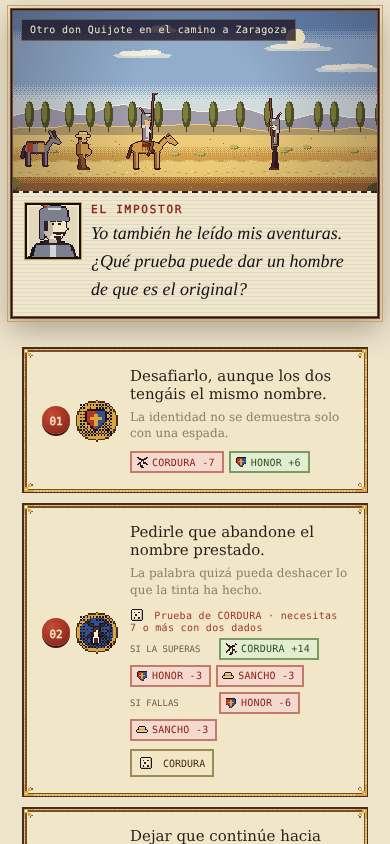 Otro don Quijote en el camino a Zaragoza
EL IMPOSTOR
Yo también he leído mis aventuras.
¿Qué prueba puede dar un hombre
de que es el original?
01
Desafiarlo, aunque los dos
tengáis el mismo nombre.
La identidad no se demuestra solo
con una espada.
CORDURA -7
HONOR +6
02
Pedirle que abandone el
nombre prestado.
La palabra quizá pueda deshacer lo
que la tinta ha hecho.
Prueba de CORDURA · necesitas
7 o más con dos dados
SI LA SUPERAS
CORDURA +14
HONOR -3
SANCHO -3
SI FALLAS
HONOR -6
SANCHO -3
CORDURA
Dejar que continúe hacia